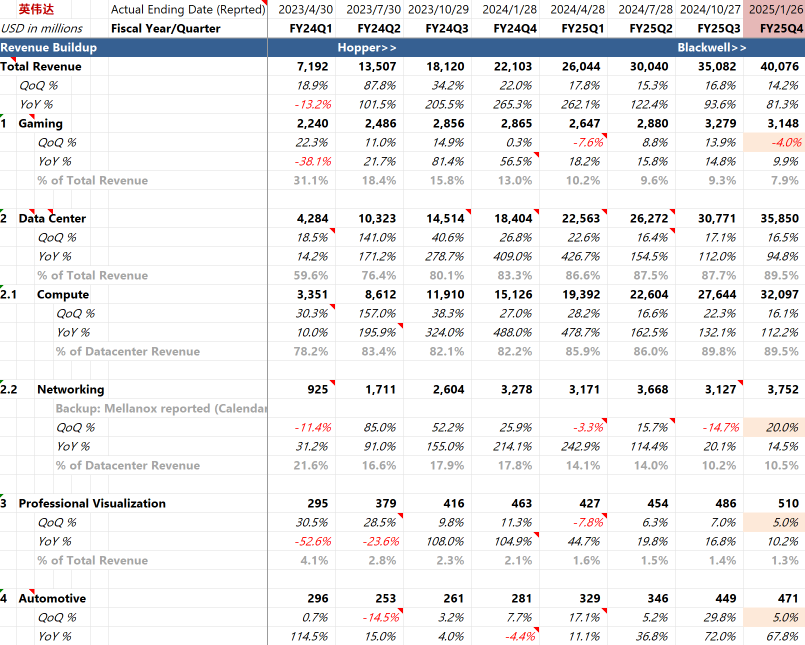 英伟达 Actual Ending Date (Reprted) 2023/4/30 2023/7/30 2023/10/29 2024/1/28 2024/4/28 2024/7/28 2024/10/27 2025/1/26
USD in millions Fiscal Year/Quarter FY24Q1 FY24Q2 FY24Q3 FY24Q4 FY25Q1 FY25Q2 FY25Q3 FY25Q4
Revenue Buildup Hopper>> Blackwell>>
Total Revenue 7,192 13,507 18,120 22,103 26,044 30,040 35,082 40,076
QoQ % 18.9% 87.8% 34.2% 22.0% 17.8% 15.3% 16.8% 14.2%
YoY % -13.2% 101.5% 205.5% 265.3% 262.1% 122.4% 93.6% 81.3%
1 Gaming 2,240 2,486 2,856 2,865 2,647 2,880 3,279 3,148
QoQ % 22.3% 11.0% 14.9% 0.3% -7.6% 8.8% 13.9% -4.0%
YoY % -38.1% 21.7% 81.4% 56.5% 18.2% 15.8% 14.8% 9.9%
% of Total Revenue 31.1% 18.4% 15.8% 13.0% 10.2% 9.6% 9.3% 7.9%
2 Data Center 4,284 10,323 14,514 18,404 22,563 26,272 30,771 35,850
QoQ % 18.5% 141.0% 40.6% 26.8% 22.6% 16.4% 17.1% 16.5%
YoY % 14.2% 171.2% 278.7% 409.0% 426.7% 154.5% 112.0% 94.8%
% of Total Revenue 59.6% 76.4% 80.1% 83.3% 86.6% 87.5% 87.7% 89.5%
2.1 Compute 3,351 8,612 11,910 15,126 19,392 22,604 27,644 32,097
QoQ % 30.3% 157.0% 38.3% 27.0% 28.2% 16.6% 22.3% 16.1%
YoY % 10.0% 195.9% 324.0% 488.0% 478.7% 162.5% 132.1% 112.2%
% of Datacenter Revenue 78.2% 83.4% 82.1% 82.2% 85.9% 86.0% 89.8% 89.5%
2.2 Networking 925 1,711 2,604 3,278 3,171 3,668 3,127 3,752
Backup: Mellanox reported (Calendar
QoQ % -11.4% 85.0% 52.2% 25.9% -3.3% 15.7% -14.7% 20.0%
YoY % 31.2% 91.0% 155.0% 214.1% 242.9% 114.4% 20.1% 14.5%
% of Datacenter Revenue 21.6% 16.6% 17.9% 17.8% 14.1% 14.0% 10.2% 10.5%
3 Professional Visualization 295 379 416 463 427 454 486 510
QoQ % 30.5% 28.5% 9.8% 11.3% -7.8% 6.3% 7.0% 5.0%
YoY % -52.6% -23.6% 108.0% 104.9% 44.7% 19.8% 16.8% 10.2%
% of Total Revenue 4.1% 2.8% 2.3% 2.1% 1.6% 1.5% 1.4% 1.3%
4 Automotive 296 253 261 281 329 346 449 471
QoQ % 0.7% -14.5% 3.2% 7.7% 17.1% 5.2% 29.8% 5.0%
YoY % 114.5% 15.0% 4.0% -4.4% 11.1% 36.8% 72.0% 67.8%